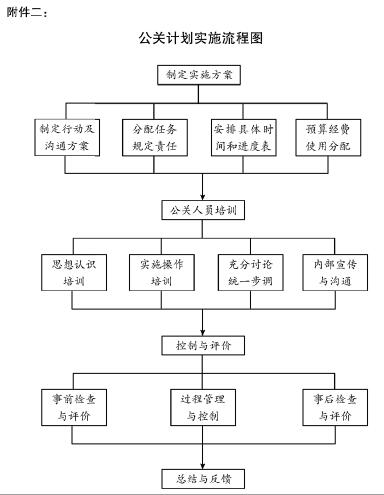 附件二：
公关计划实施流程图
制定实施方案
制定行动及
沟通方案
分配任务
规定责任
安排具体时
间和进度表
预算经费
使用分配
公关人员培训
思想认识
培训
实施操作
培训
充分讨论
统一步调
内部宣传
与沟通
控制与评价
事前检查
与评价
过程管理
与控制
事后检查
与评价
总结与反馈